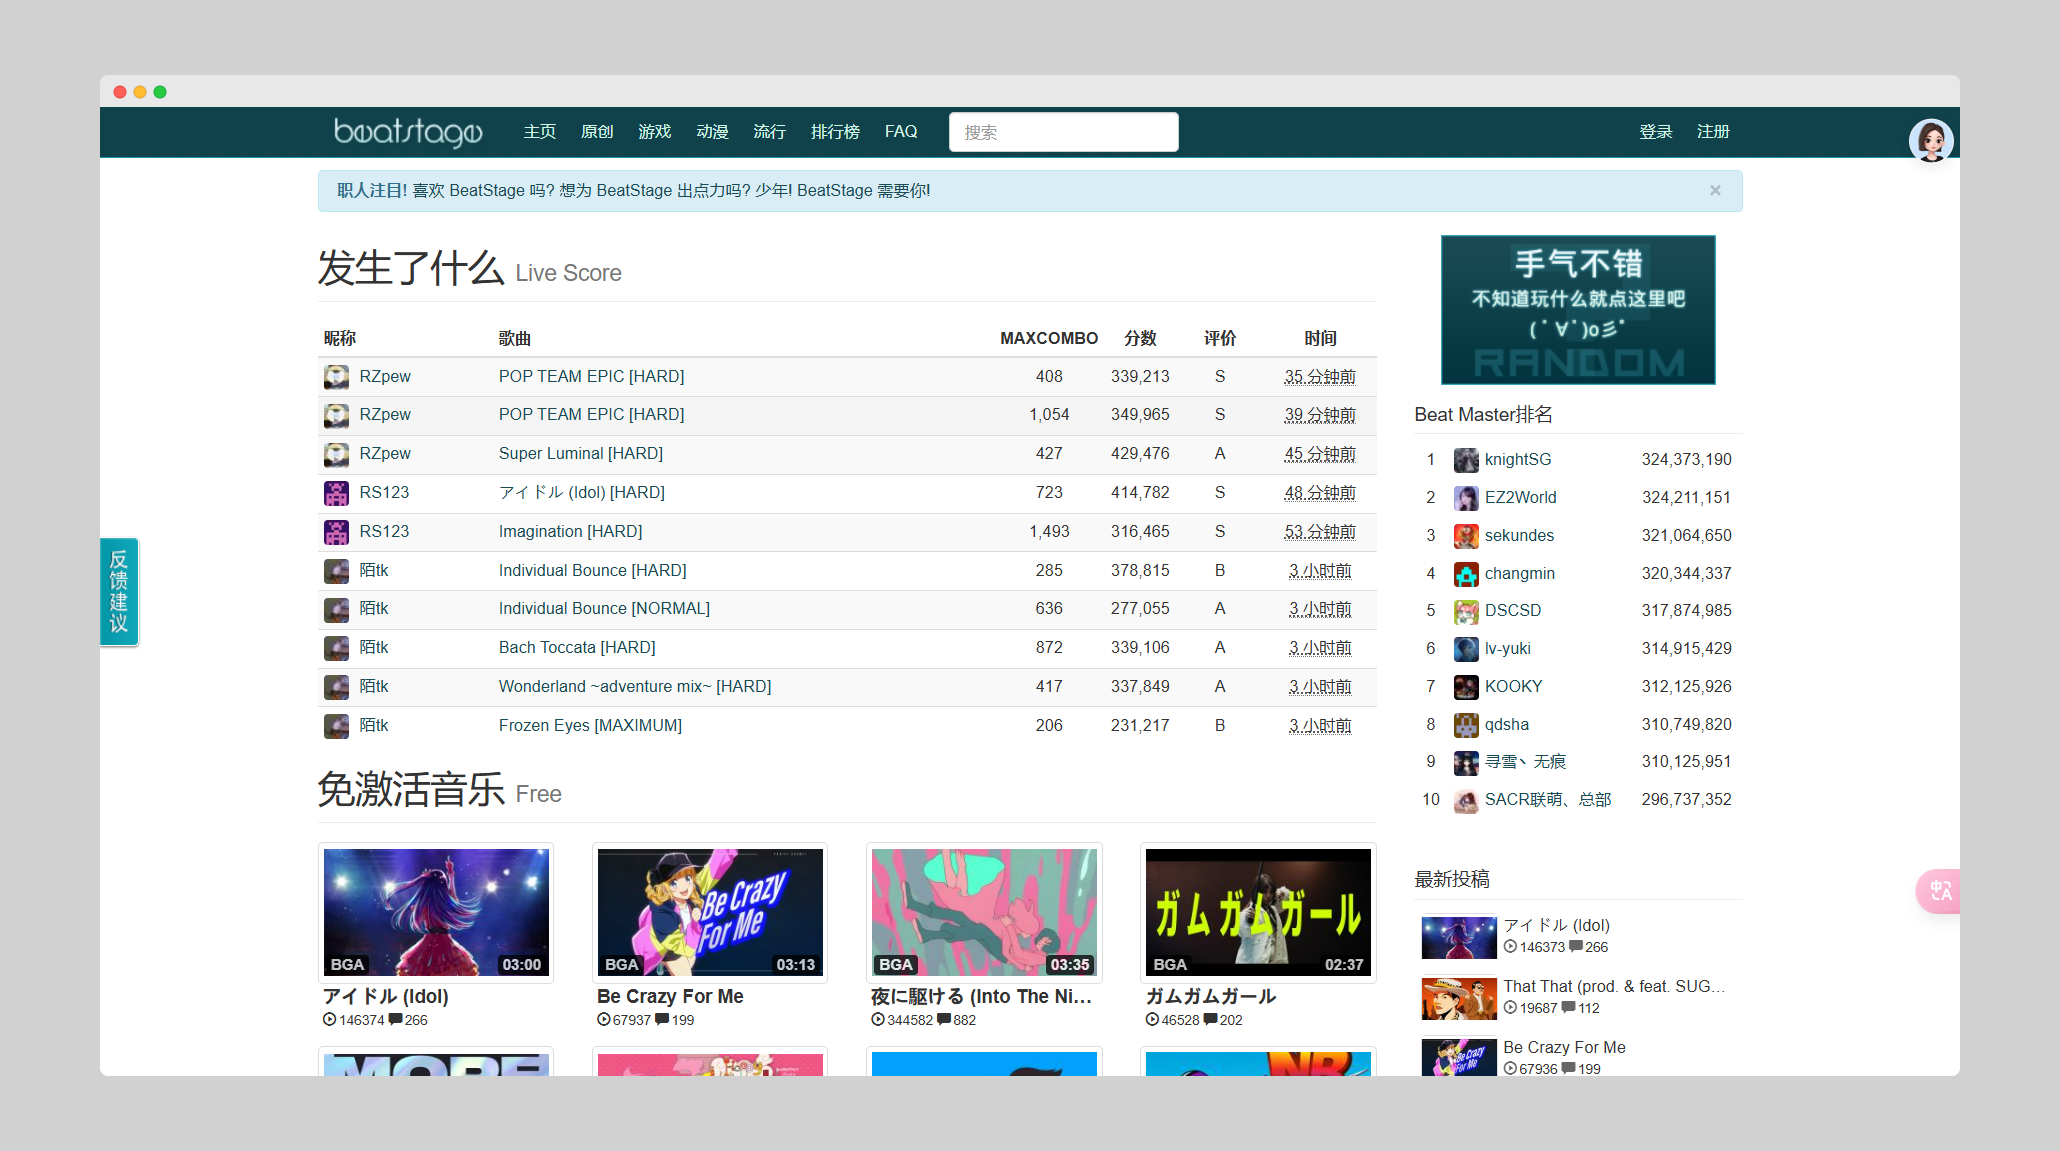 beatstage 主页 原创 游戏 动漫 流行 排行榜 FAQ 搜索 登录 注册
职人注目! 喜欢 BeatStage 吗? 想为 BeatStage 出点力吗? 少年! BeatStage 需要你! ×
发生了什么 Live Score
昵称 歌曲 MAXCOMBO 分数 评价 时间
RZpew POP TEAM EPIC [HARD] 408 339,213 S 35 分钟前
RZpew POP TEAM EPIC [HARD] 1,054 349,965 S 39 分钟前
RZpew Super Luminal [HARD] 427 429,476 A 45 分钟前
RS123 アイドル (Idol) [HARD] 723 414,782 S 48 分钟前
RS123 Imagination [HARD] 1,493 316,465 S 53 分钟前
陌tk Individual Bounce [HARD] 285 378,815 B 3 小时前
陌tk Individual Bounce [NORMAL] 636 277,055 A 3 小时前
陌tk Bach Toccata [HARD] 872 339,106 A 3 小时前
陌tk Wonderland ~adventure mix~ [HARD] 417 337,849 A 3 小时前
陌tk Frozen Eyes [MAXIMUM] 206 231,217 B 3 小时前
反馈建议
免激活音乐 Free
BGA 03:00
アイドル (Idol)
146374 266
Be Crazy
For Me
BGA 03:13
Be Crazy For Me
67937 199
BGA 03:35
夜に駆ける (Into The Ni...
344582 882
ガムガムガール
BGA 02:37
ガムガムガール
46528 202
MORE
手气不错
不知道玩什么就点这里吧
(゜∀゜)o彡゜
RANDOM
Beat Master排名
1 knightSG 324,373,190
2 EZ2World 324,211,151
3 sekundes 321,064,650
4 changmin 320,344,337
5 DSCSD 317,874,985
6 lv-yuki 314,915,429
7 KOOKY 312,125,926
8 qdsha 310,749,820
9 寻雪丶无痕 310,125,951
10 SACR联萌、总部 296,737,352
最新投稿
アイドル (Idol)
146373 266
That That (prod. & feat. SUG...
19687 112
Be Crazy
For Me
Be Crazy For Me
67936 199
中A